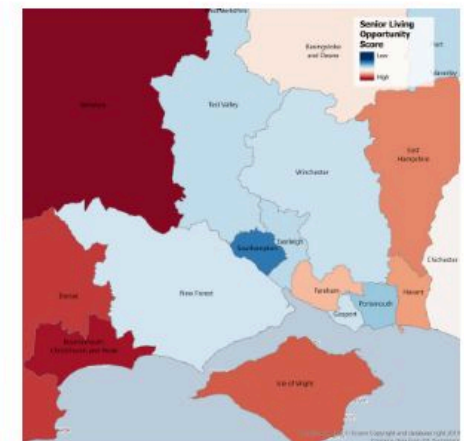 Senior Living
Opportunity
Score
Low
High
Basingstoke
and Deane
Test Valley
East
Hampshire
Winchester
Eastleigh
Southampton
Chichester
New Forest
Fareham
Havant
Portsmouth
Gosport
Dorset
Bournemouth
Christchurch and Poole
Isle of Wight